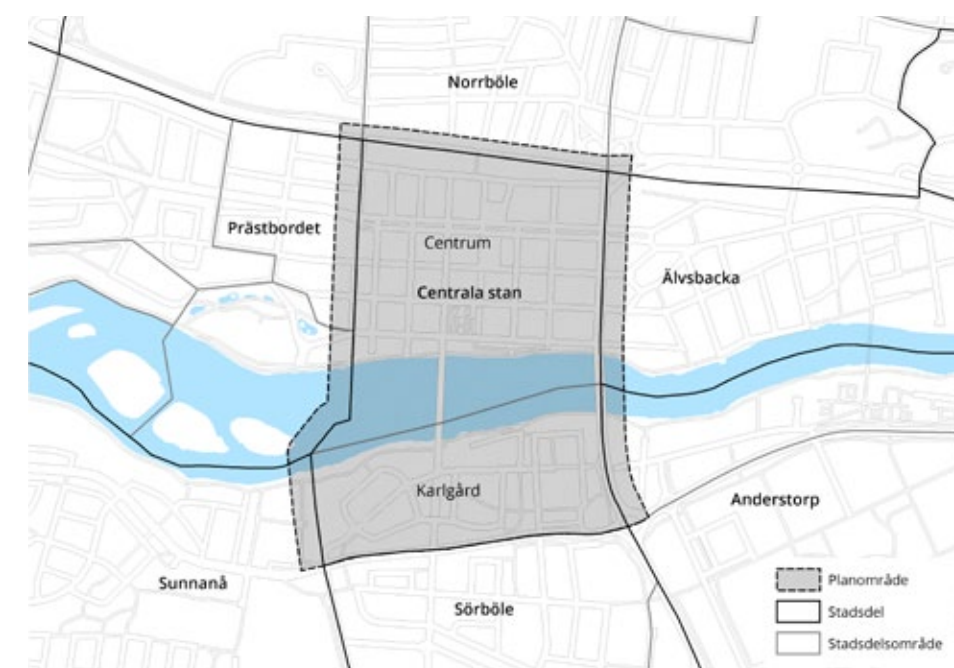 Norrböle
Prästbordet
Centrum
Älvsbacka
Centrala stan
Karlgård
Anderstorp
Sunnanå
Sörböle
Planområde
Stadsdel
Stadsdelsområde